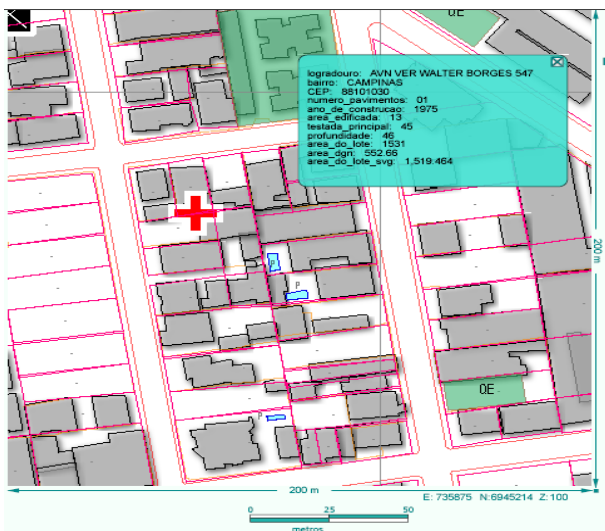 OE
logradouro: AVN VER WALTER BORGES 547
bairro: CAMPINAS
CEP: 88101030
numero_pavimentos: 01
ano_de_construcao: 1975
area_edificada: 13
testada_principal: 45
profundidade: 46
area_do_lote: 1531
area_dgn: 552.66
area_do_lote_svg: 1,519.464
200 m
P
P
OE
P
200 m
E: 735875 N:6945214 Z:100
0 25 50
metros